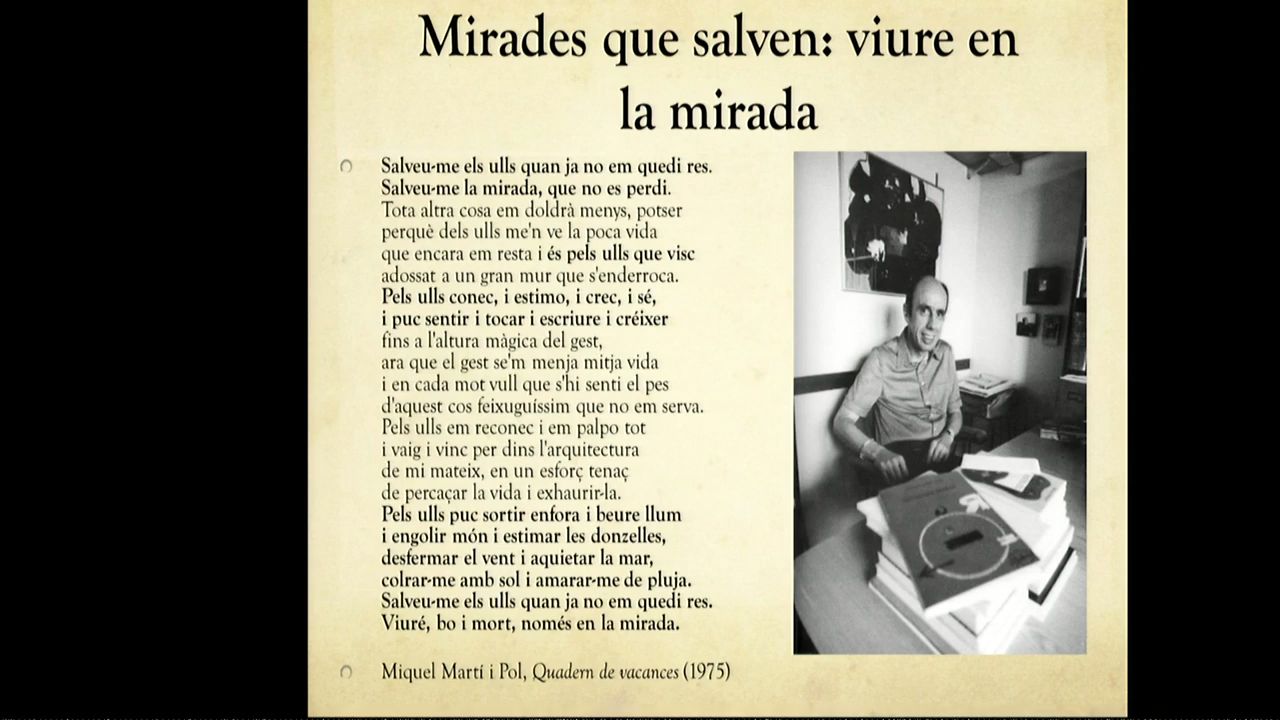 Mirades que salven: viure en
la mirada
Salveu-me els ulls quan ja no em quedi res.
Salveu-me la mirada, que no es perdi.
Tota altra cosa em doldrà menys, potser
perquè dels ulls me'n ve la poca vida
que encara em resta i és pels ulls que visc
adossat a un gran mur que s'enderroca.
Pels ulls conec, i estimo, i crec, i sé,
i puc sentir i tocar i escriure i créixer
fins a l'altura màgica del gest,
ara que el gest se'm menja mitja vida
i en cada mot vull que s'hi senti el pes
d'aquest cos feixuguíssim que no em serva.
Pels ulls em reconec i em palpo tot
i vaig i vinc per dins l'arquitectura
de mi mateix, en un esforç tenaç
de percaçar la vida i exhaurir-la.
Pels ulls puc sortir enfora i beure llum
i engolir món i estimar les donzelles,
desfermar el vent i aquietar la mar,
colrar-me amb sol i amarar-me de pluja.
Salveu-me els ulls quan ja no em quedi res.
Viuré, bo i mort, només en la mirada.
Miquel Martí i Pol, Quadern de vacances (1975)